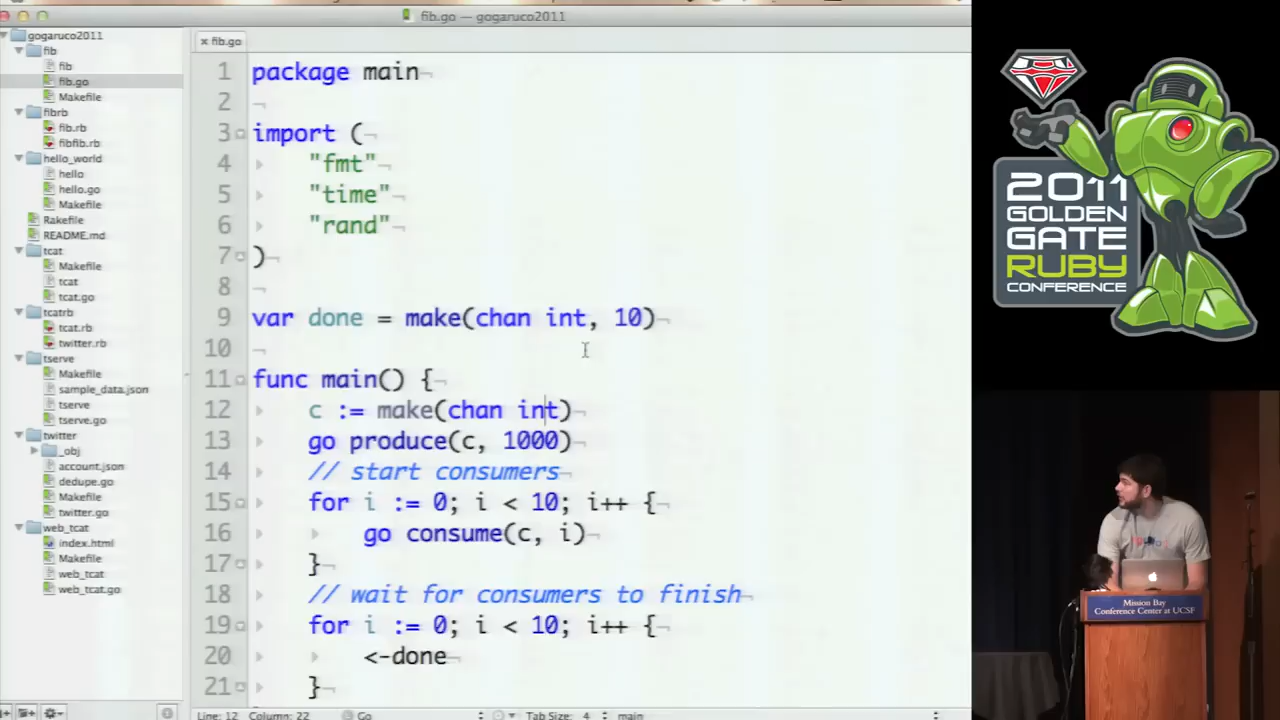 fib.go — gogaruco2011
gogaruco2011
fib
fib
fib.go
Makefile
fibrb
fib.rb
fibfib.rb
hello_world
hello
hello.go
Makefile
Rakefile
README.md
tcat
Makefile
tcat
tcat.go
tcatrb
tcat.rb
twitter.rb
tserve
Makefile
sample_data.json
tserve
tserve.go
twitter
_obj
account.json
dedupe.go
Makefile
twitter.go
web_tcat
index.html
Makefile
web_tcat
web_tcat.go
× fib.go
1 package main¬
2 ¬
3 import (¬
4 "fmt"¬
5 "time"¬
6 "rand"¬
7 )¬
8 ¬
9 var done = make(chan int, 10)¬
10 ¬
11 func main() {¬
12 c := make(chan int)¬
13 go produce(c, 1000)¬
14 // start consumers¬
15 for i := 0; i < 10; i++ {¬
16 go consume(c, i)¬
17 }¬
18 // wait for consumers to finish¬
19 for i := 0; i < 10; i++ {¬
20 <-done¬
21 }¬
Line: 12 Column: 22 Go Tab Size: 4 main
2011
GOLDEN
GATE
RUBY
CONFERENCE
Mission Bay
Conference Center at UCSF